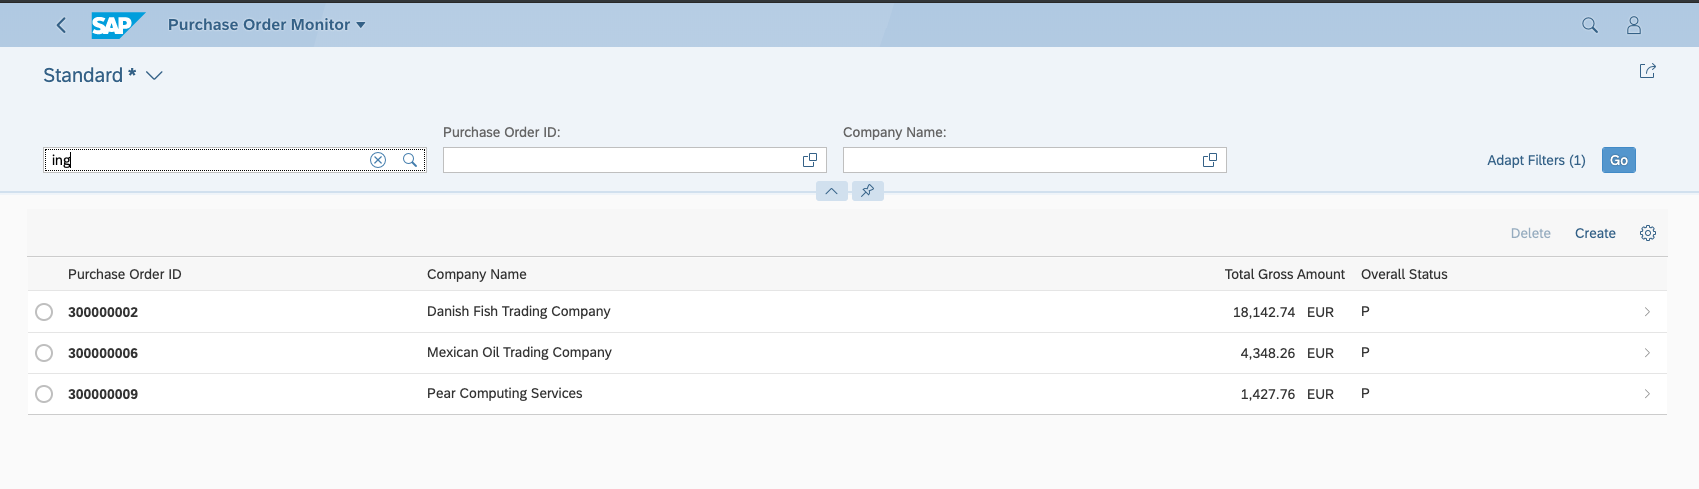 SAP Purchase Order Monitor
Standard *
Purchase Order ID: Company Name:
ing Adapt Filters (1) Go
Delete Create
Purchase Order ID Company Name Total Gross Amount Overall Status
300000002 Danish Fish Trading Company 18,142.74 EUR P
300000006 Mexican Oil Trading Company 4,348.26 EUR P
300000009 Pear Computing Services 1,427.76 EUR P